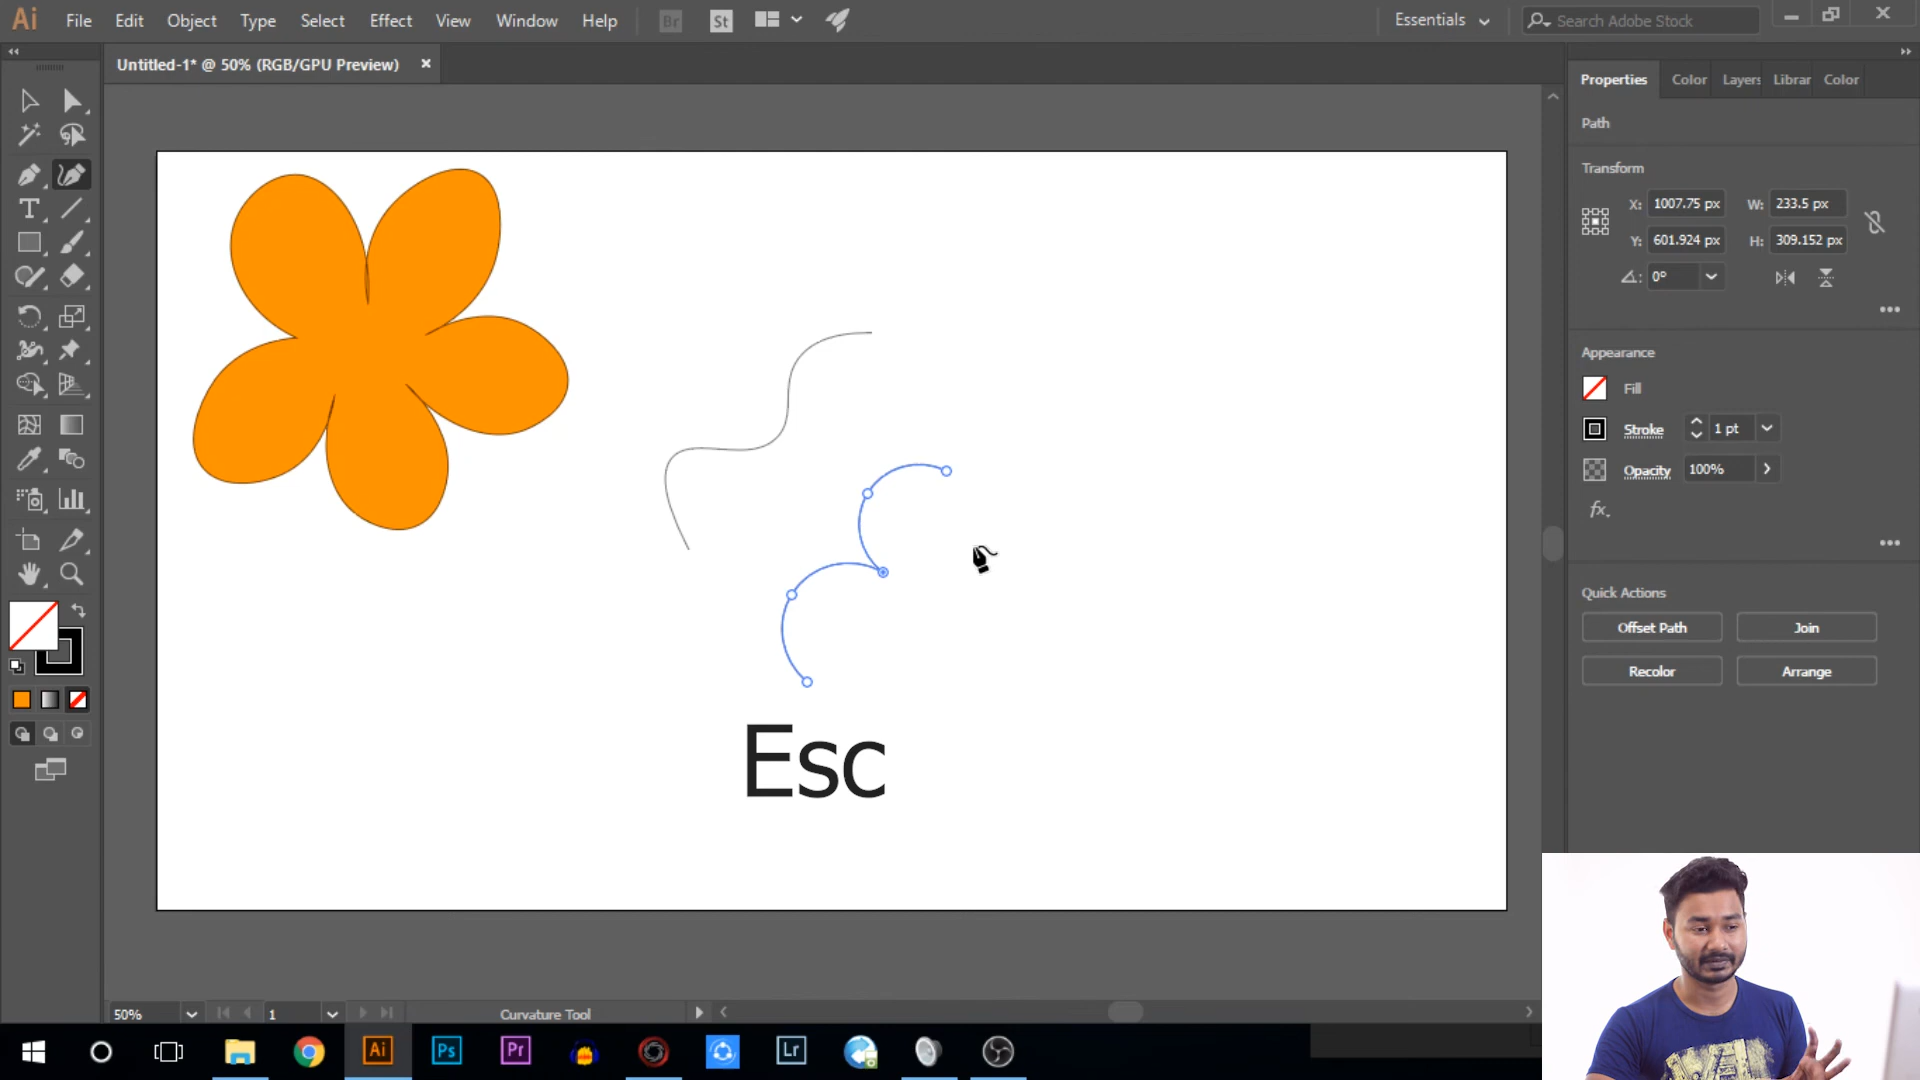 Ai File Edit Object Type Select Effect View Window Help Br St Essentials Search Adobe Stock
Untitled-1* @ 50% (RGB/GPU Preview)
Properties Color Layers Librar Color
Path
Transform
X: 1007.75 px W: 233.5 px
Y: 601.924 px H: 309.152 px
0°
Appearance
Fill
Stroke 1 pt
Opacity 100%
fx.
Quick Actions
Offset Path Join
Recolor Arrange
Esc
50% 1 Curvature Tool
Ai Ps Pr Lr